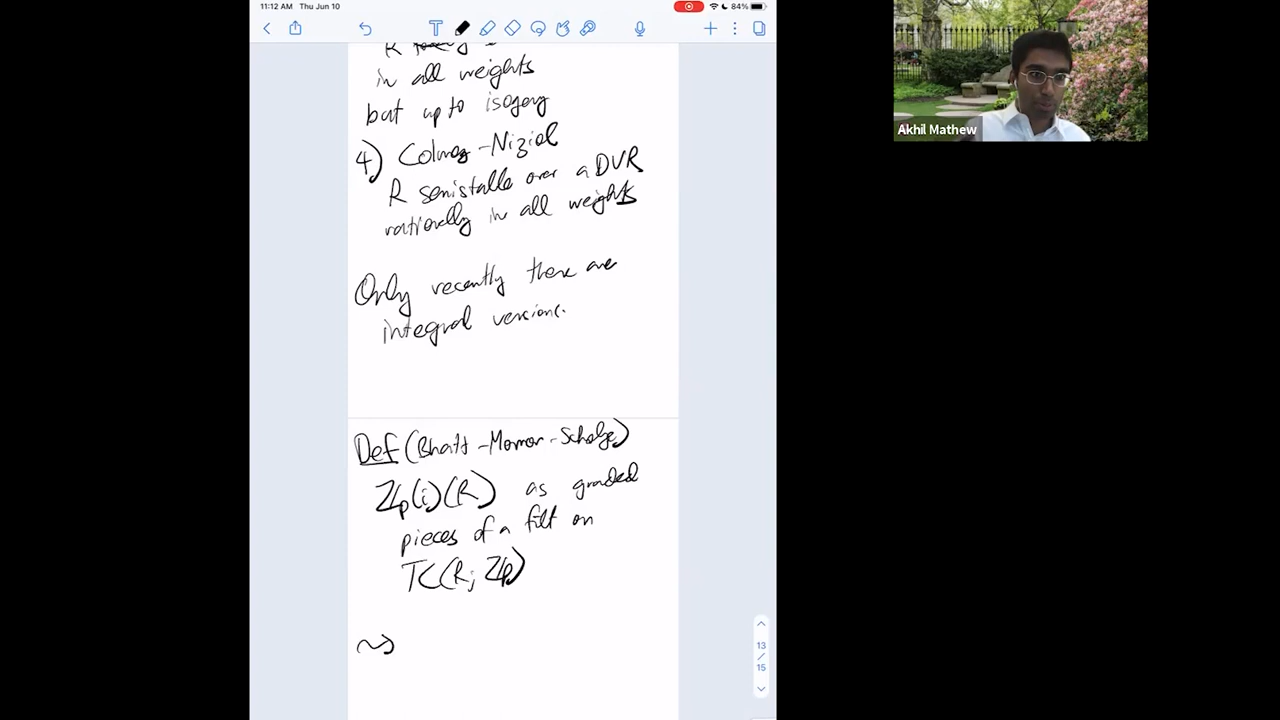 11:12 AM Thu Jun 10
84%
in all weights
but up to isogeny
4) Colmez-Niziol
R semistable over a DVR
rationally in all weights
Only recently there are
integral versions.
Def (Bhatt-Morrow-Scholze)
Zp(i)(R) as graded
pieces of a filt on
TC(R; Zp)
⇝
13
/
15
Akhil Mathew